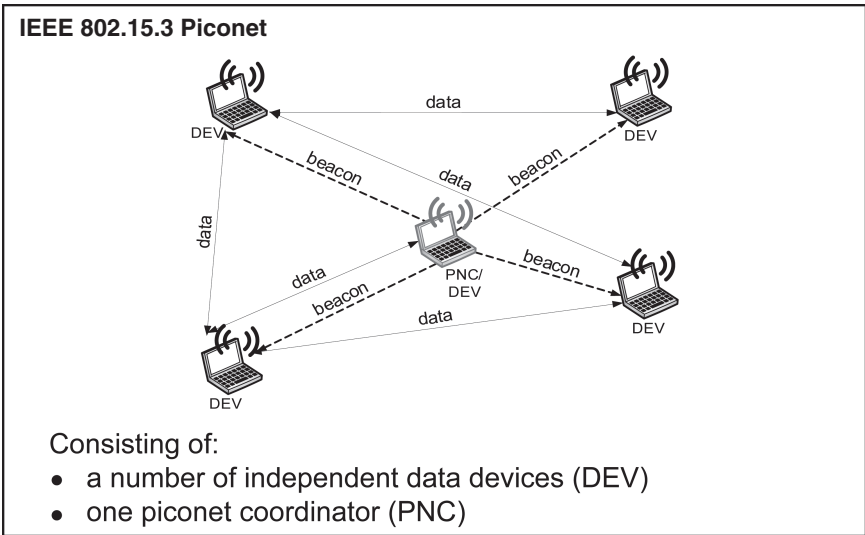 IEEE 802.15.3 Piconet
data
DEV
DEV
beacon
data
beacon
data
data
PNC/
DEV
beacon
beacon
data
DEV
DEV
Consisting of:
• a number of independent data devices (DEV)
• one piconet coordinator (PNC)